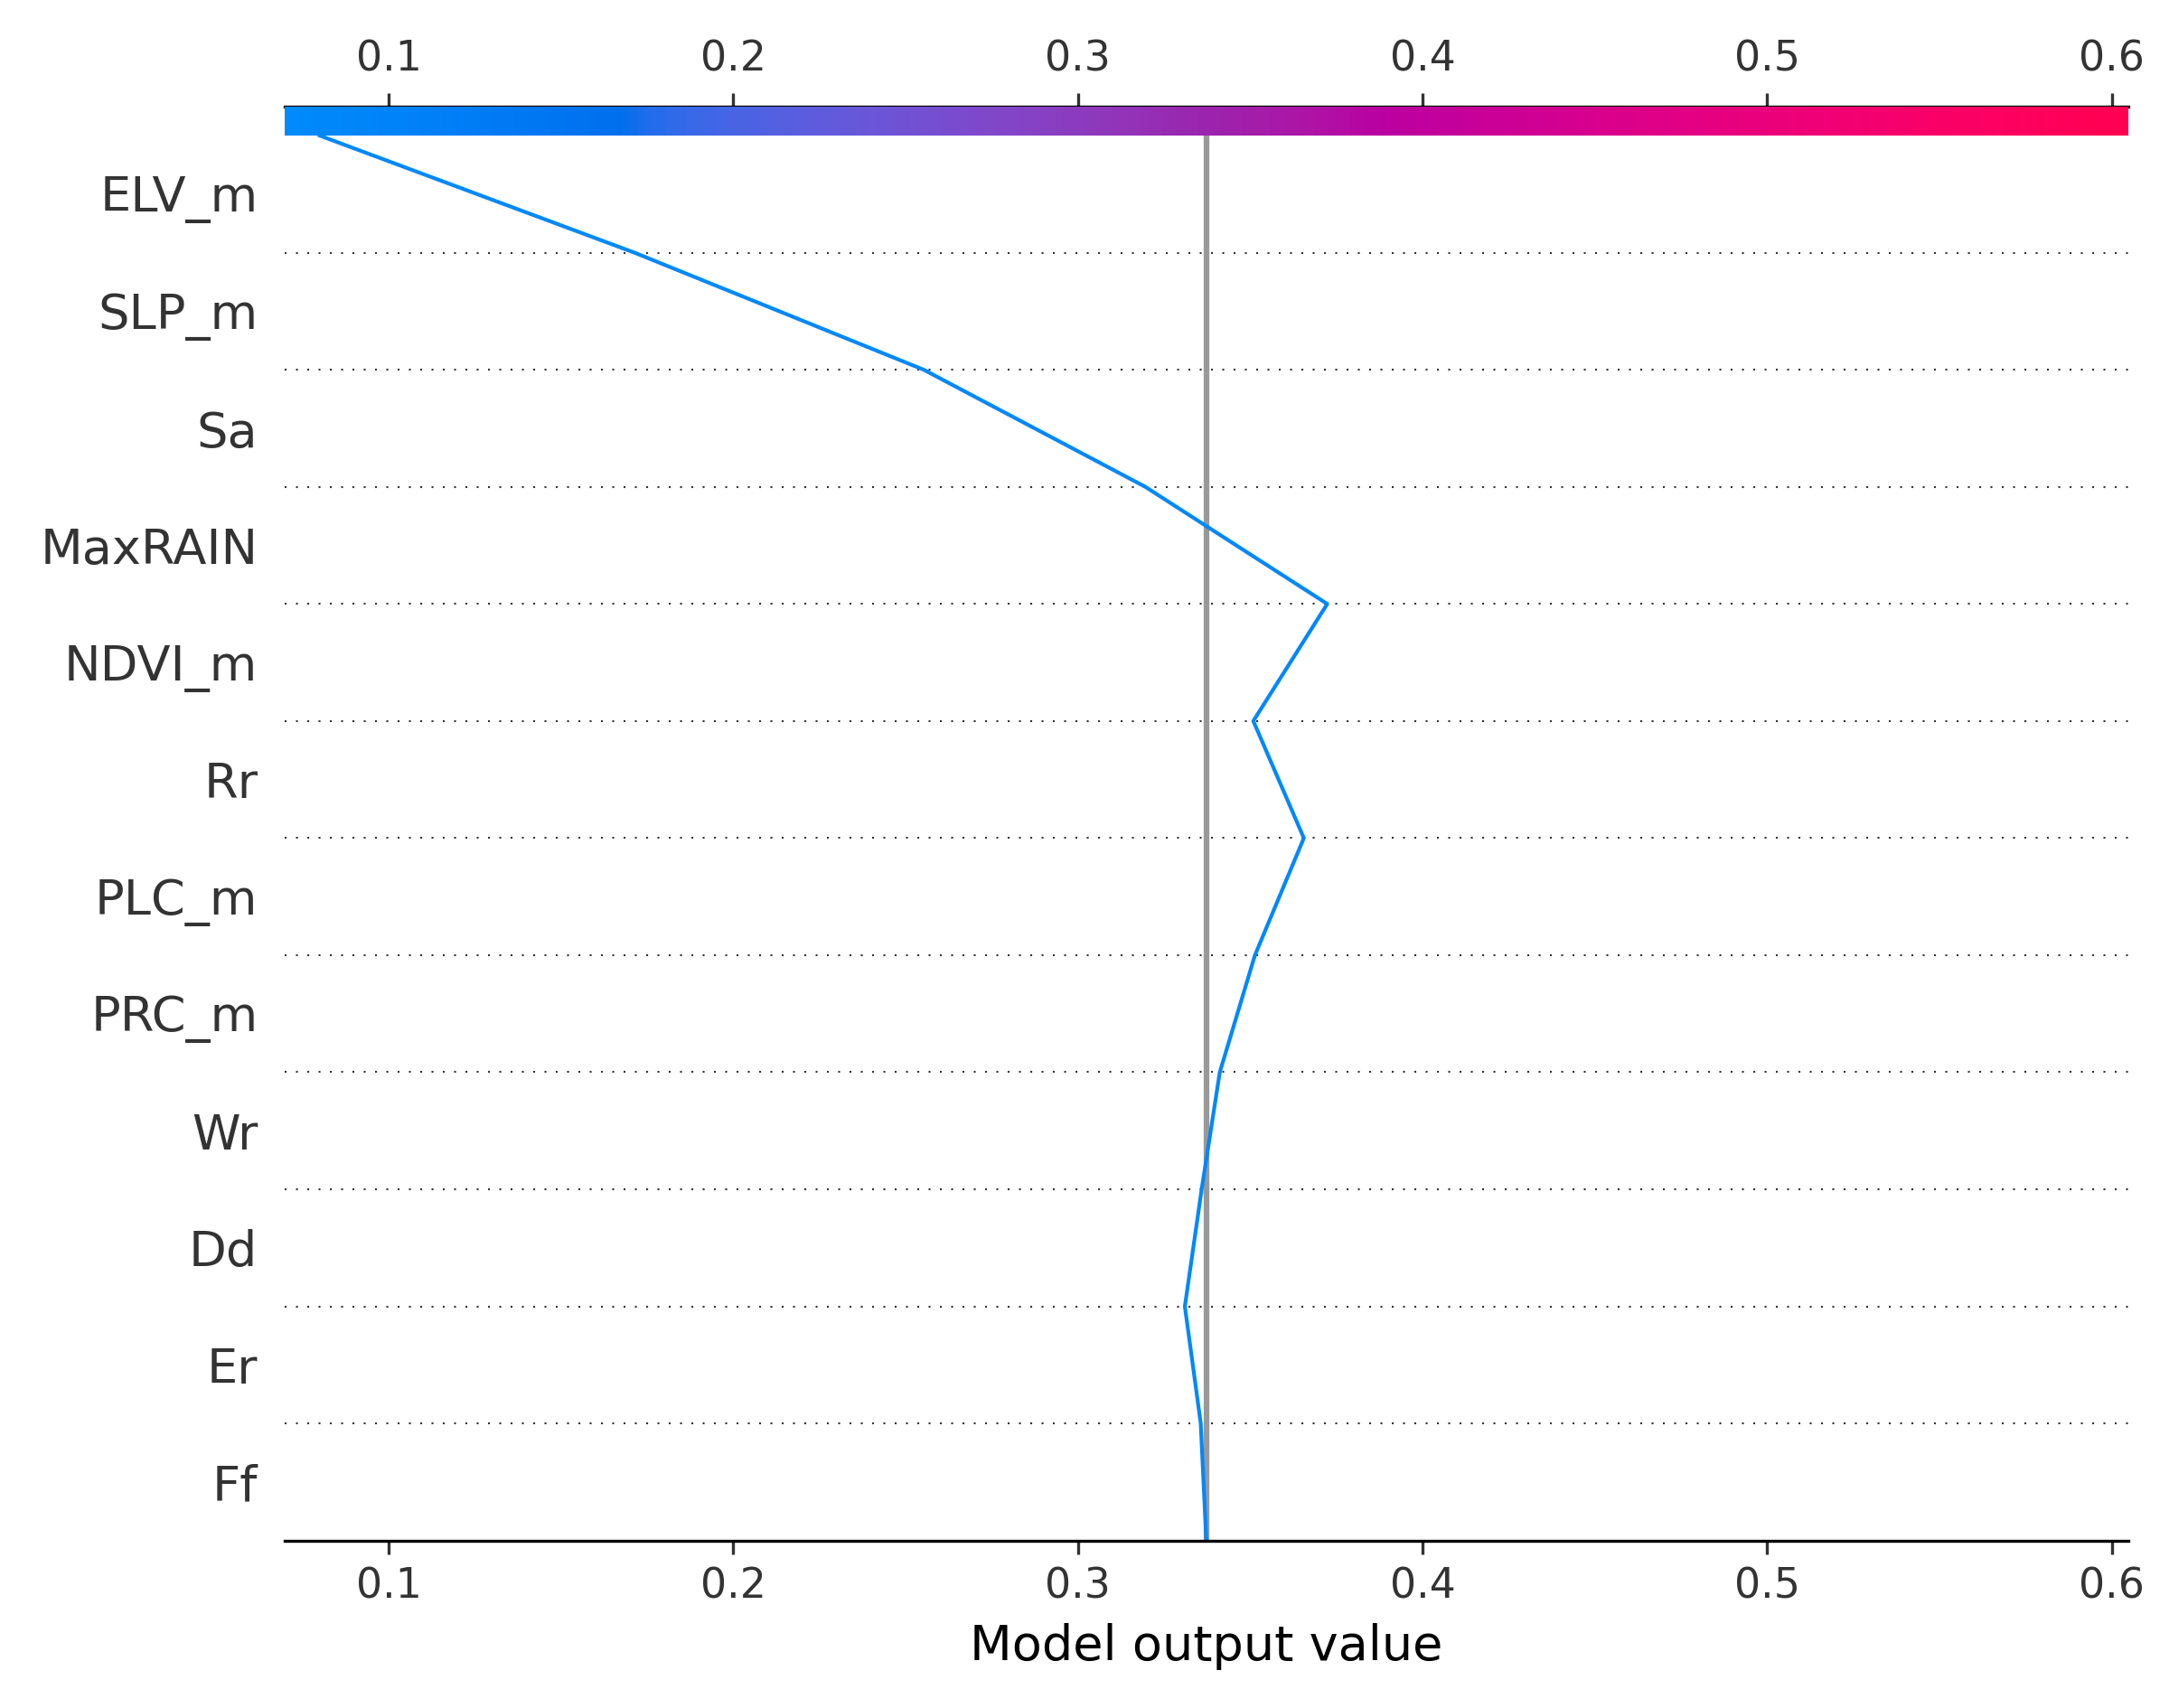 0.1 0.2 0.3 0.4 0.5 0.6
ELV_m
SLP_m
Sa
MaxRAIN
NDVI_m
Rr
PLC_m
PRC_m
Wr
Dd
Er
Ff
0.1 0.2 0.3 0.4 0.5 0.6
Model output value